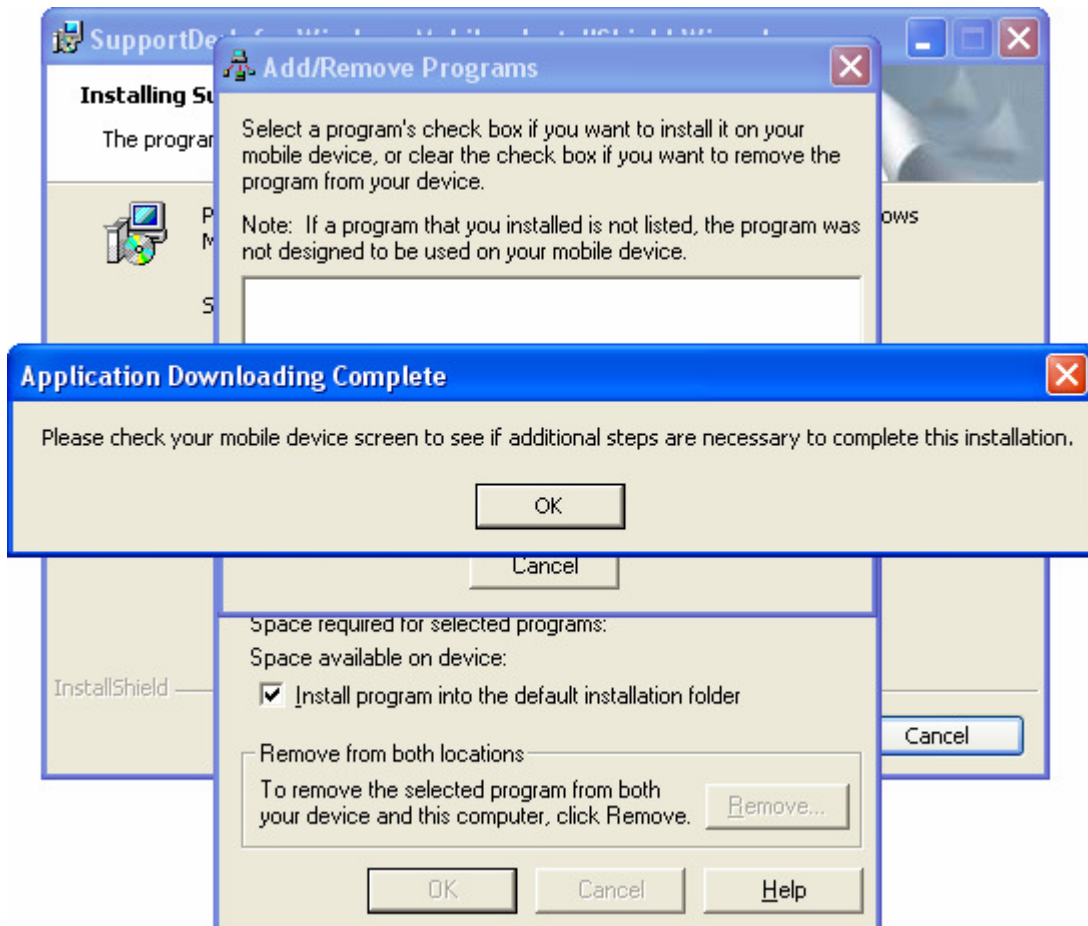 Add/Remove Programs
Installing
The
Select a program's check box if you want to install it on your
mobile device, or clear the check box if you want to remove the
program from your device.
Note: If a program that you installed is not listed, the program was
not designed to be used on your mobile device.
Application Downloading Complete
Please check your mobile device screen to see if additional steps are necessary to complete this installation.
OK
Cancel
Space required for selected programs:
Space available on device:
Install program into the default installation folder
InstallShield
Cancel
Remove from both locations
To remove the selected program from both
your device and this computer, click Remove.
Remove...
OK
Cancel
Help